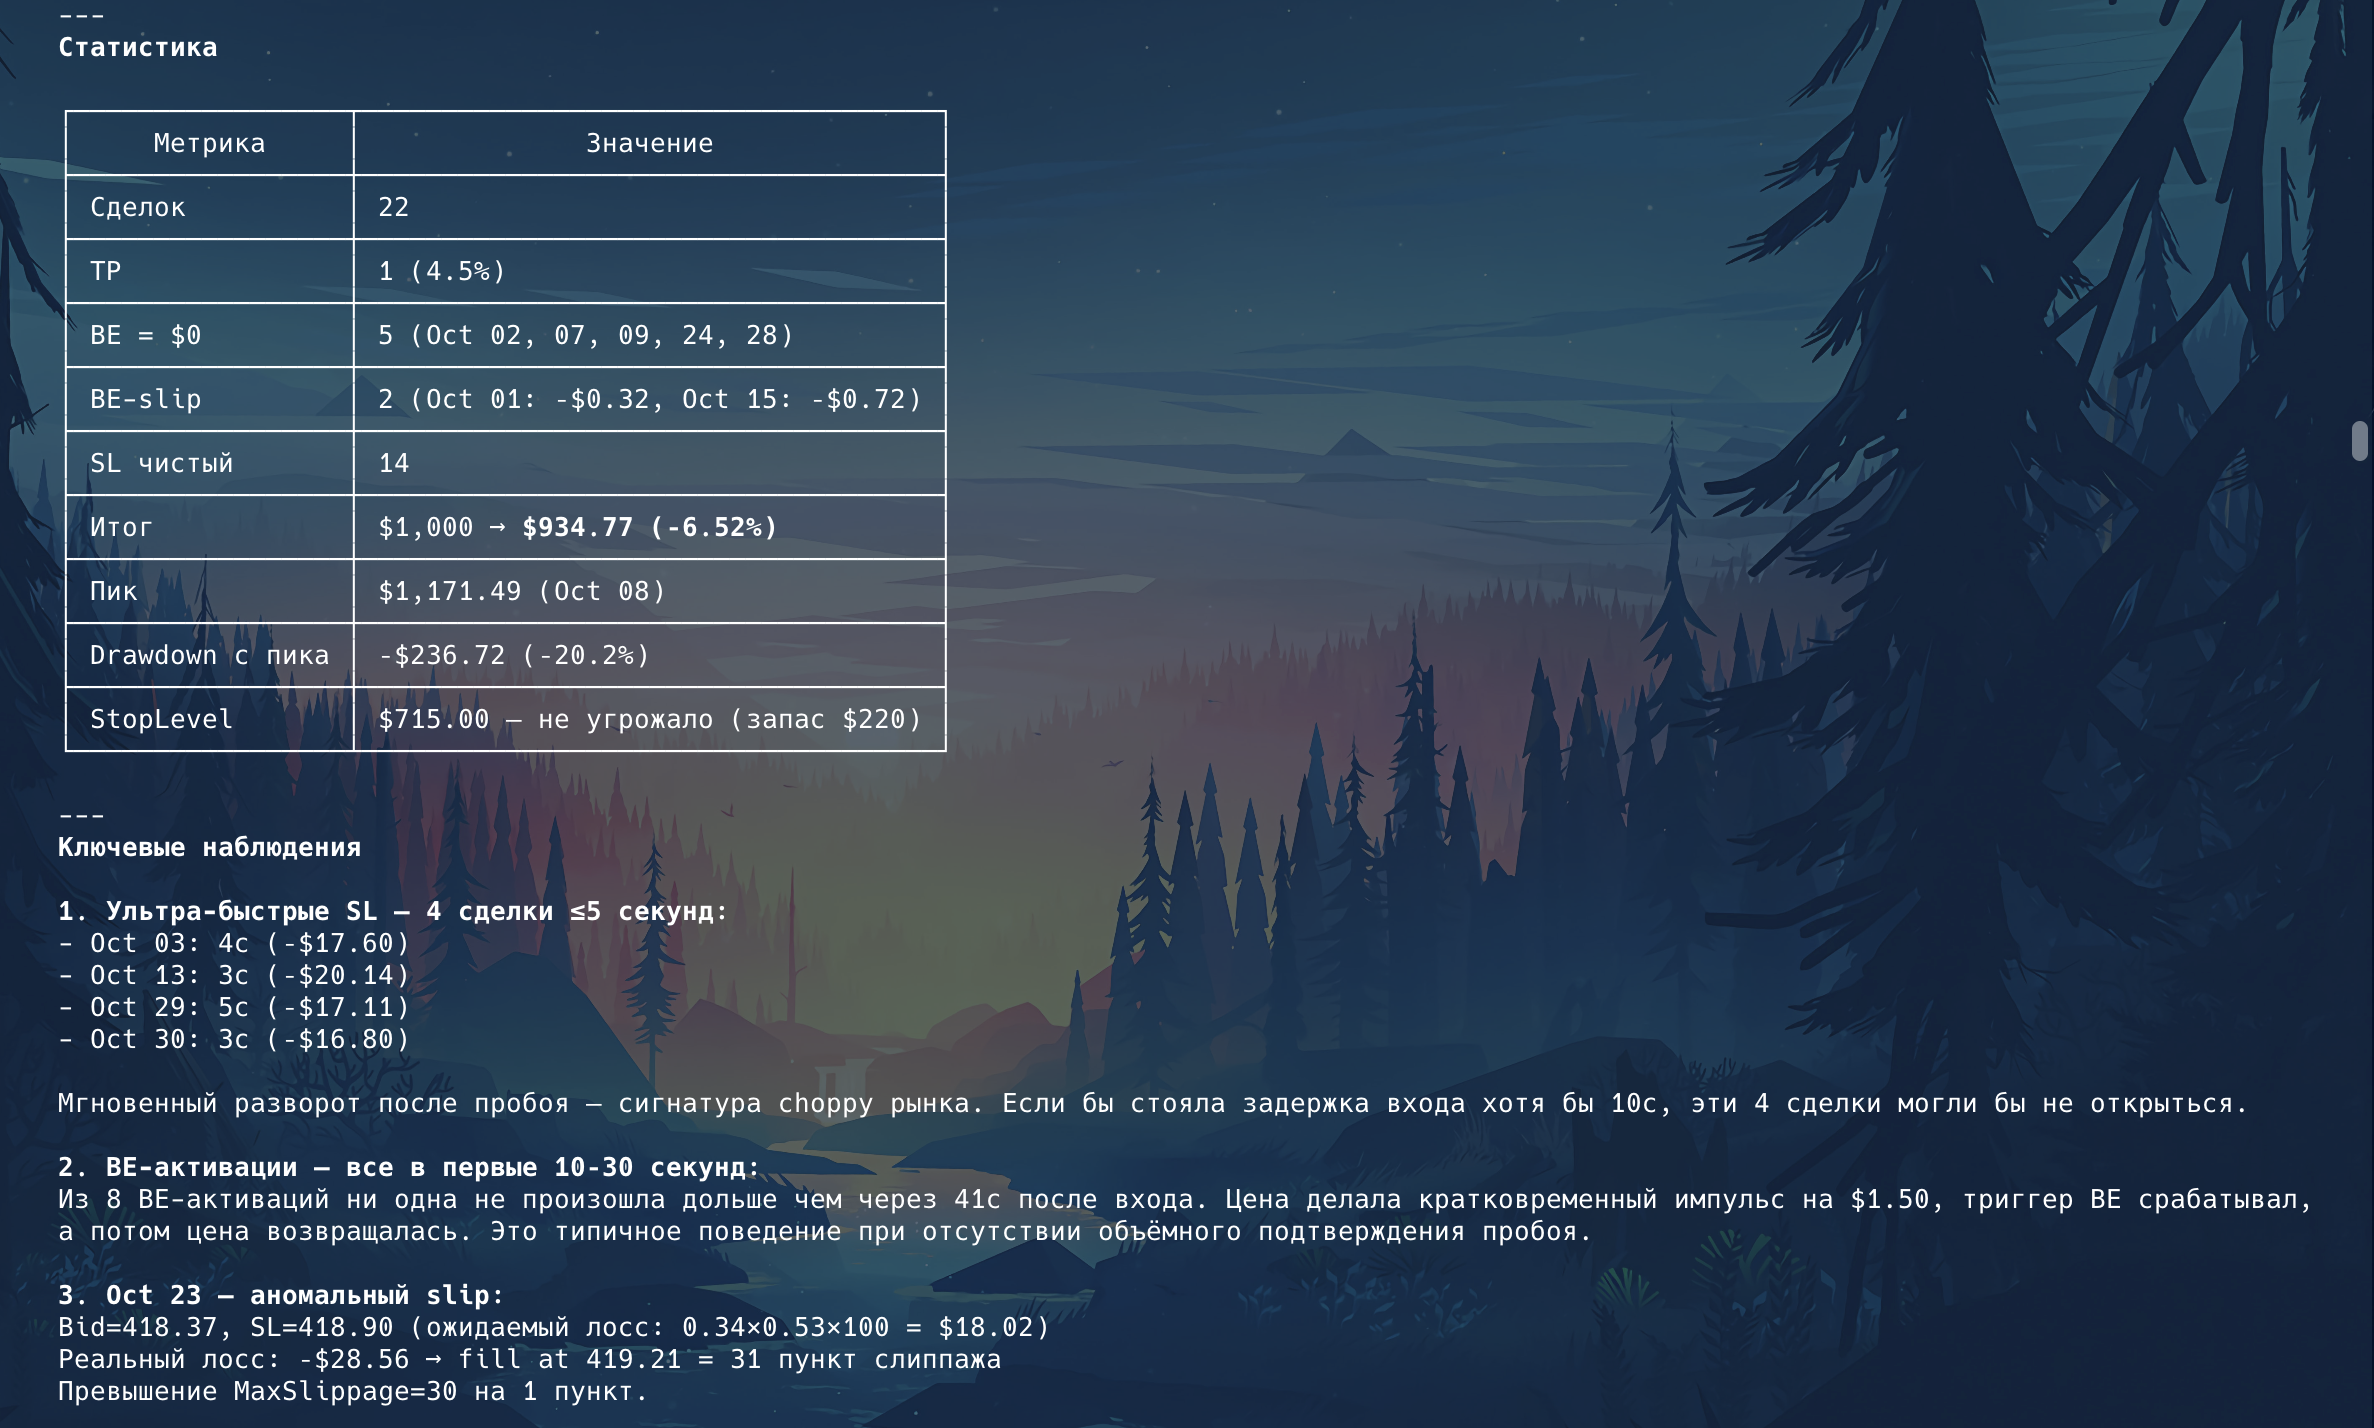 ---
Статистика
Метрика Значение
Сделок 22
TP 1 (4.5%)
BE = $0 5 (Oct 02, 07, 09, 24, 28)
BE-slip 2 (Oct 01: -$0.32, Oct 15: -$0.72)
SL чистый 14
Итог $1,000 → $934.77 (-6.52%)
Пик $1,171.49 (Oct 08)
Drawdown с пика -$236.72 (-20.2%)
StopLevel $715.00 — не угрожало (запас $220)
---
Ключевые наблюдения
1. Ультра-быстрые SL — 4 сделки ≤5 секунд:
- Oct 03: 4с (-$17.60)
- Oct 13: 3с (-$20.14)
- Oct 29: 5с (-$17.11)
- Oct 30: 3с (-$16.80)
Мгновенный разворот после пробоя — сигнатура choppy рынка. Если бы стояла задержка входа хотя бы 10с, эти 4 сделки могли бы не открыться.
2. BE-активации — все в первые 10-30 секунд:
Из 8 BE-активаций ни одна не произошла дольше чем через 41с после входа. Цена делала кратковременный импульс на $1.50, триггер BE срабатывал,
а потом цена возвращалась. Это типичное поведение при отсутствии объёмного подтверждения пробоя.
3. Oct 23 — аномальный slip:
Bid=418.37, SL=418.90 (ожидаемый лосс: 0.34×0.53×100 = $18.02)
Реальный лосс: -$28.56 → fill at 419.21 = 31 пункт слиппажа
Превышение MaxSlippage=30 на 1 пункт.